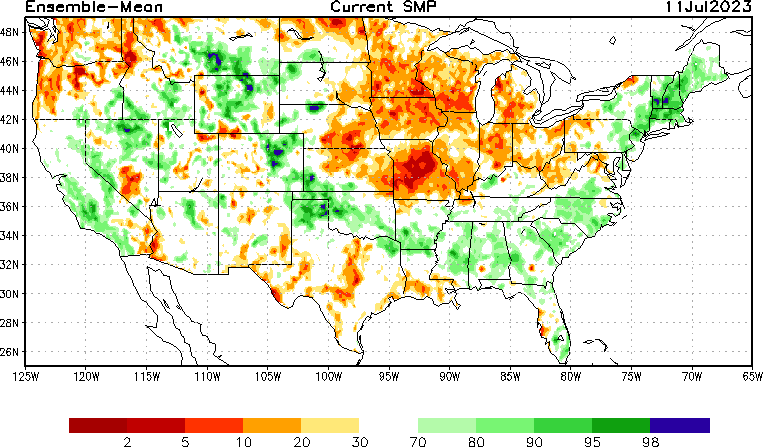 Ensemble-Mean Current SMP 11Jul2023
48N
46N
44N
42N
40N
38N
36N
34N
32N
30N
28N
26N
125W 120W 115W 110W 105W 100W 95W 90W 85W 80W 75W 70W 65W
2 5 10 20 30 70 80 90 95 98